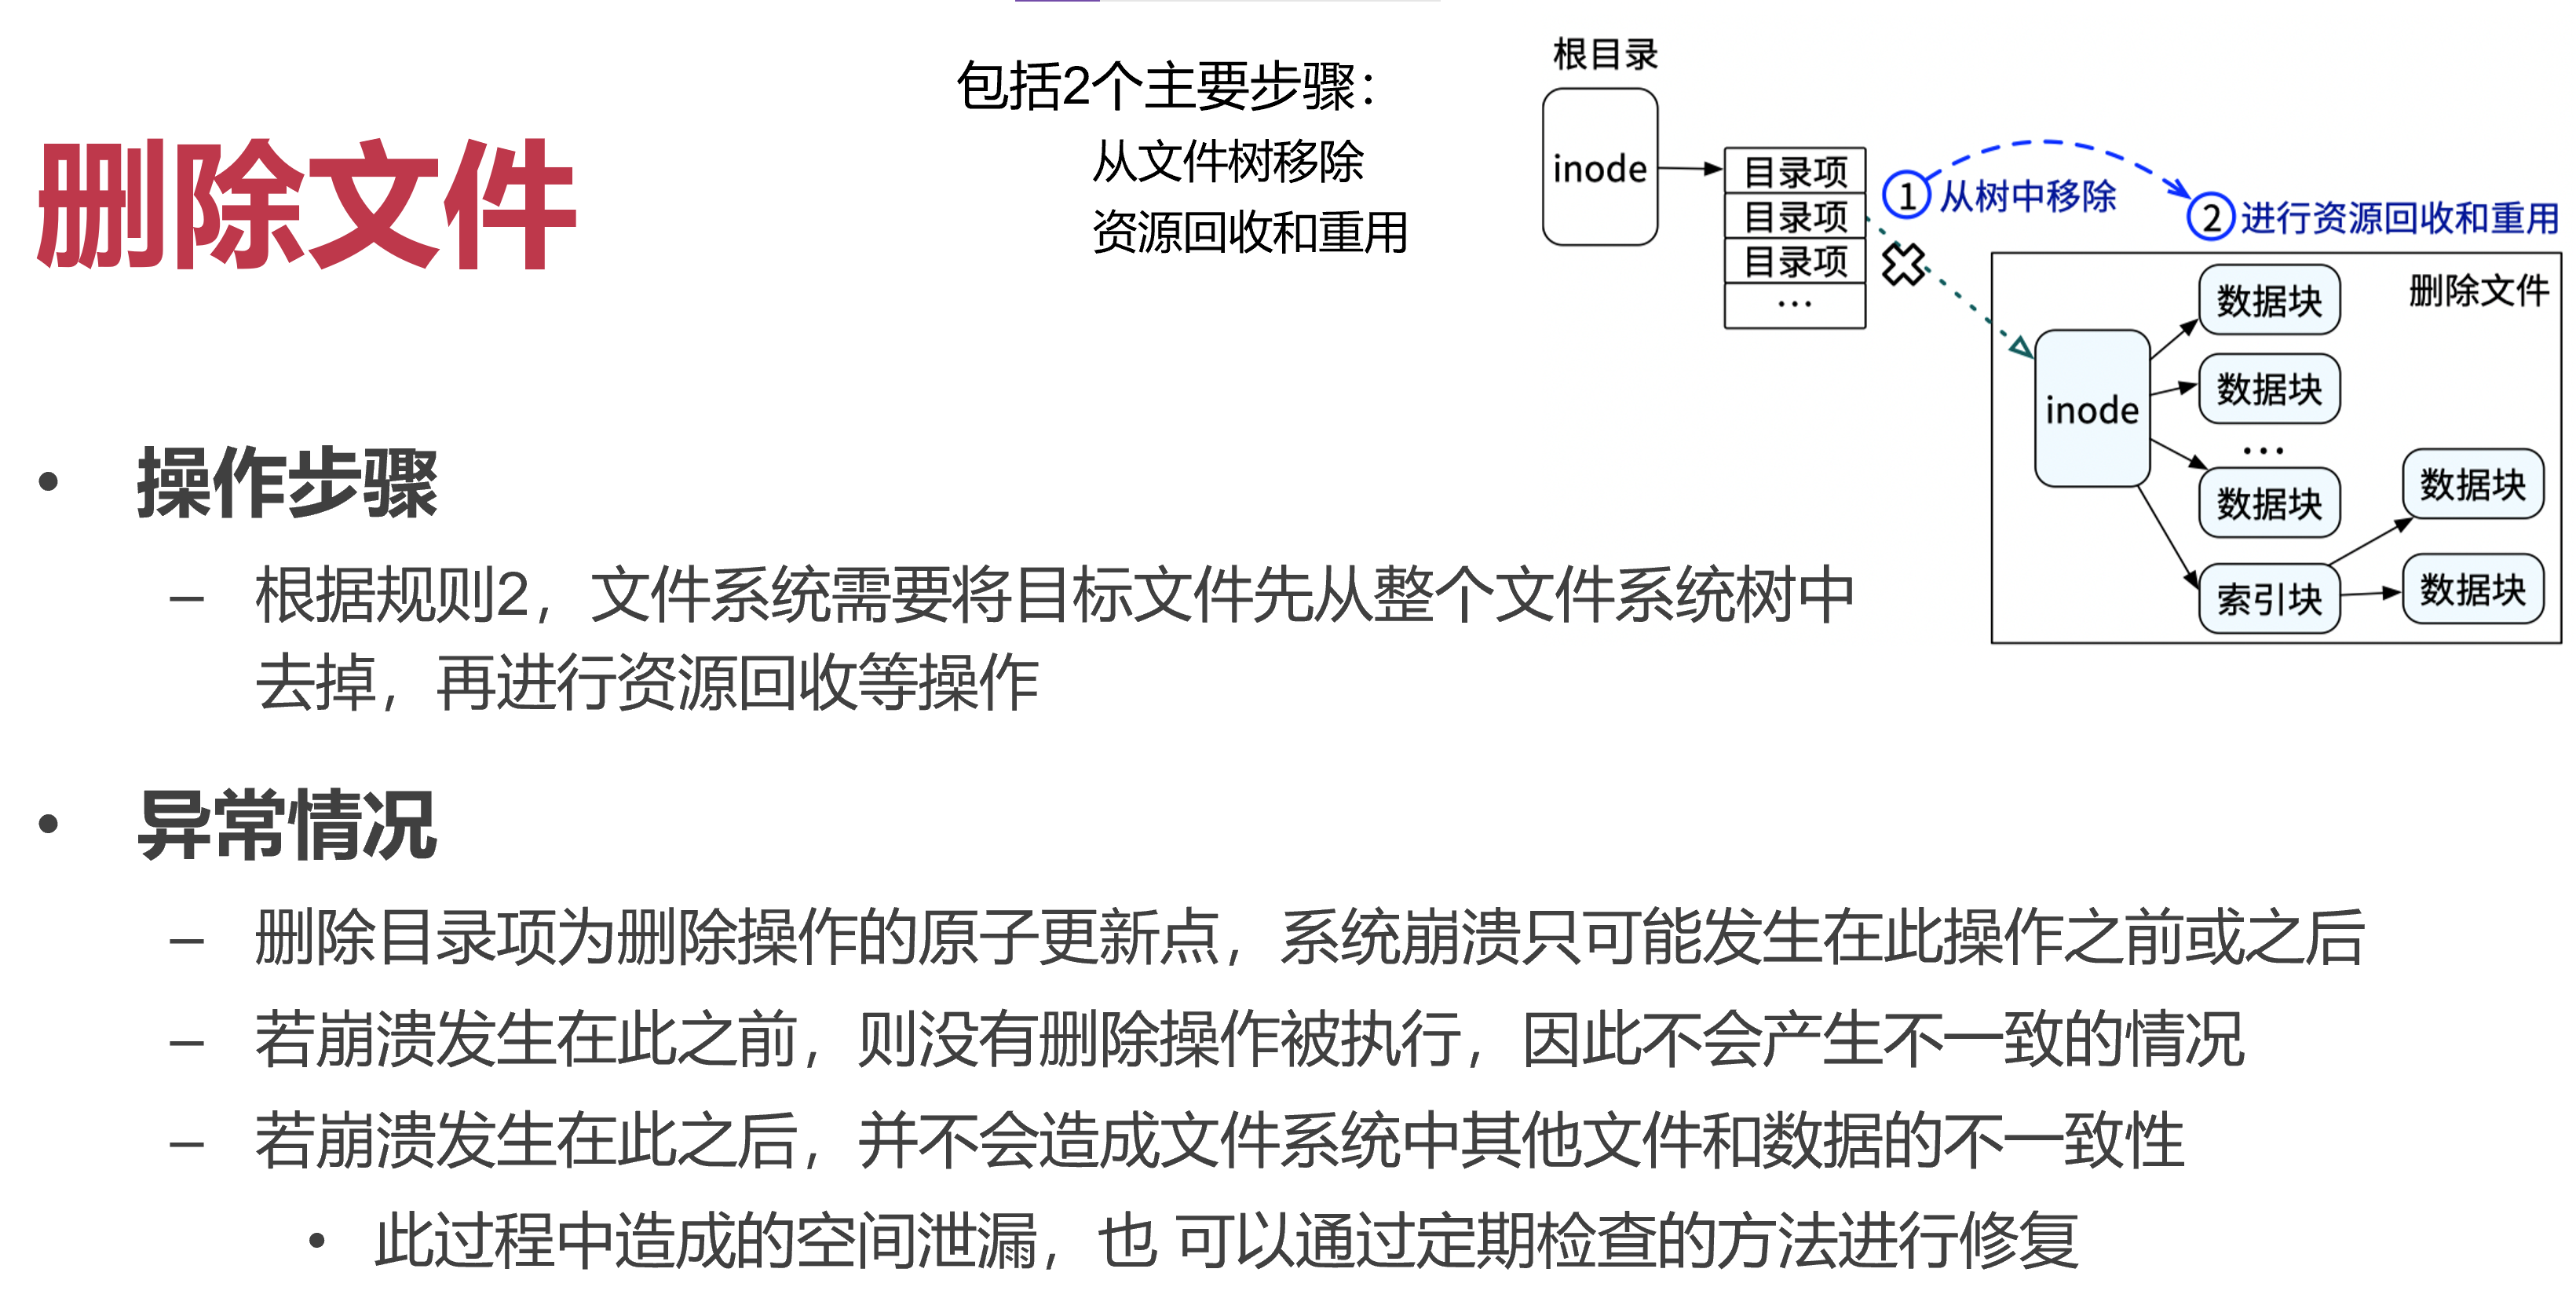 删除文件
包括2个主要步骤：
从文件树移除
资源回收和重用
根目录
inode
目录项
目录项
目录项
…
1 从树中移除
2 进行资源回收和重用
删除文件
inode
数据块
数据块
…
数据块
索引块
数据块
数据块
• 操作步骤
– 根据规则2，文件系统需要将目标文件先从整个文件系统树中
去掉，再进行资源回收等操作
• 异常情况
– 删除目录项为删除操作的原子更新点，系统崩溃只可能发生在此操作之前或之后
– 若崩溃发生在此之前，则没有删除操作被执行，因此不会产生不一致的情况
– 若崩溃发生在此之后，并不会造成文件系统中其他文件和数据的不一致性
• 此过程中造成的空间泄漏，也 可以通过定期检查的方法进行修复